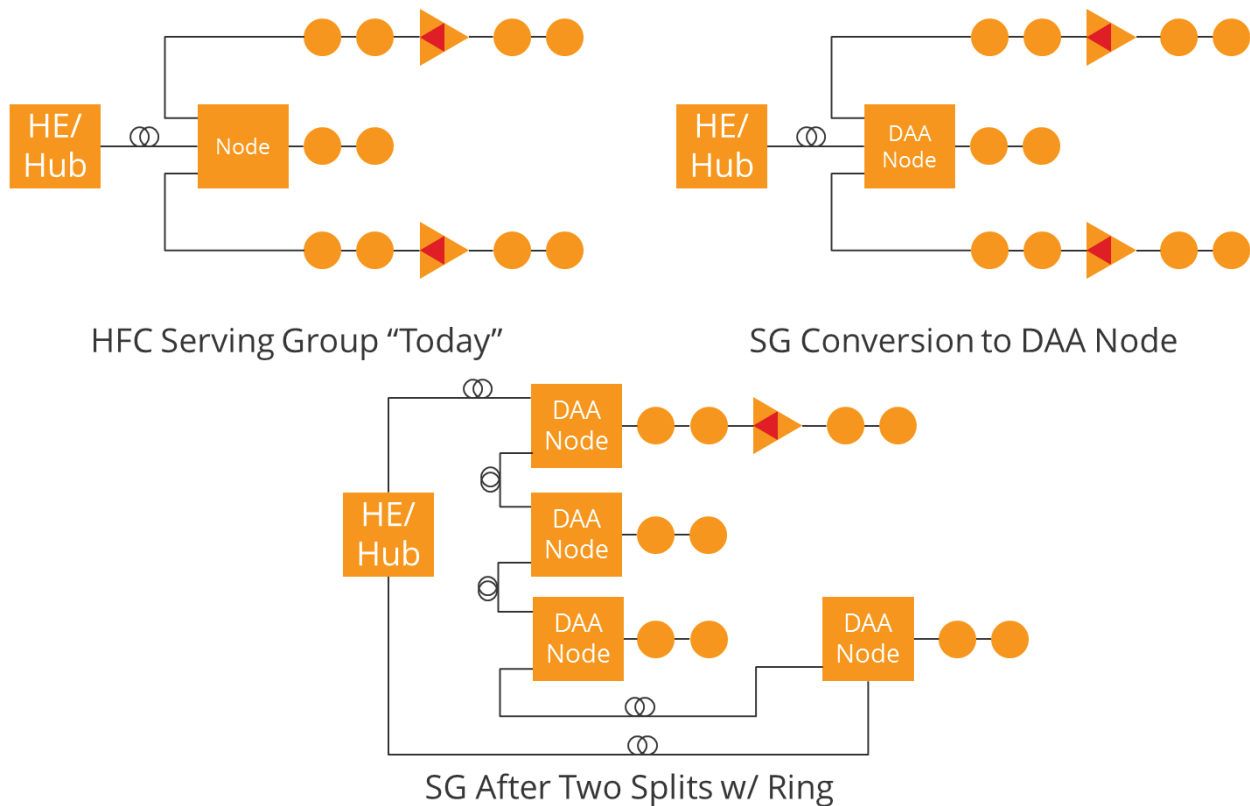 HE/
Hub
Node
HFC Serving Group “Today”
HE/
Hub
DAA
Node
SG Conversion to DAA Node
HE/
Hub
DAA
Node
DAA
Node
DAA
Node
DAA
Node
SG After Two Splits w/ Ring